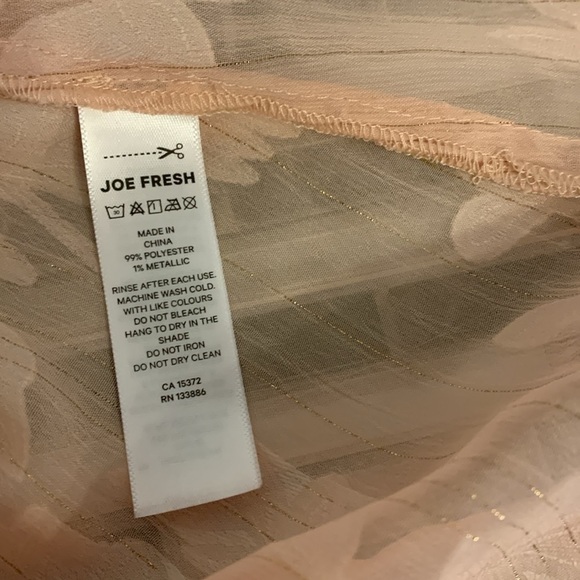 JOE FRESH
30
MADE IN
CHINA
99% POLYESTER
1% METALLIC
RINSE AFTER EACH USE.
MACHINE WASH COLD.
WITH LIKE COLOURS
DO NOT BLEACH
HANG TO DRY IN THE
SHADE
DO NOT IRON
DO NOT DRY CLEAN
CA 15372
RN 133886